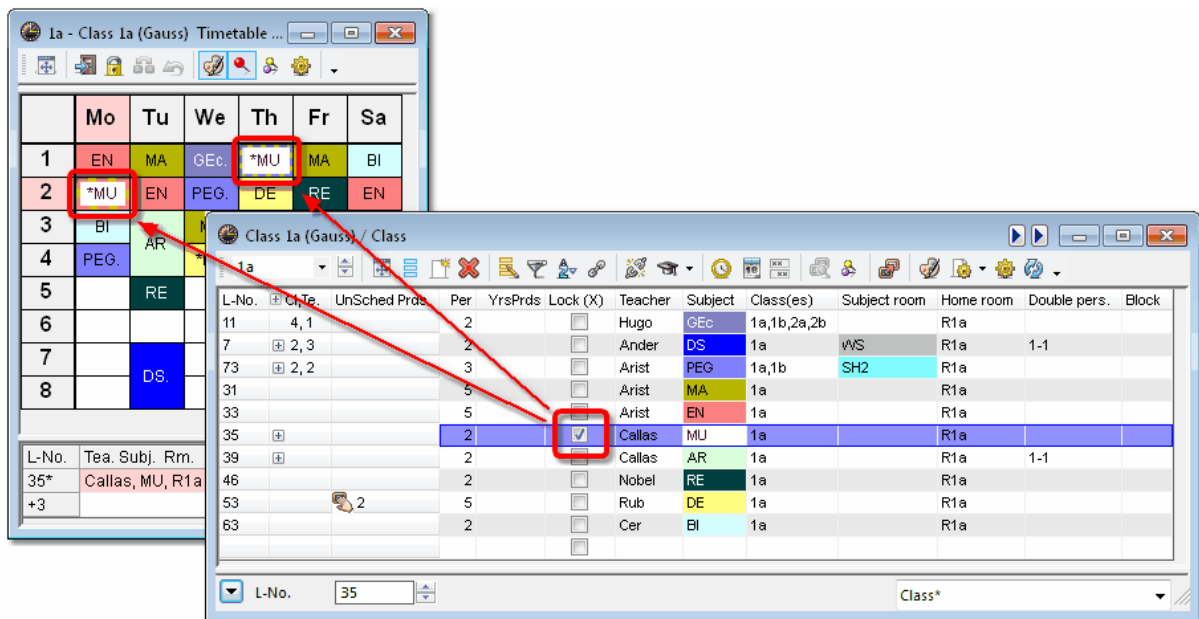 1a - Class 1a (Gauss) Timetable ...
Mo Tu We Th Fr Sa
1 EN MA GEc. *MU MA BI
2 *MU EN PEG. DE RE EN
3 BI AR
4 PEG.
5 RE
6
7 DS.
8
L-No. Tea. Subj. Rm.
35* Callas, MU, R1a
+3
Class 1a (Gauss) / Class
1a
L-No. Cl,Te. UnSched Prds. Per YrsPrds Lock (X) Teacher Subject Class(es) Subject room Home room Double pers. Block
11 4, 1 2 Hugo GEc 1a,1b,2a,2b R1a
7 2, 3 2 Ander DS 1a WS R1a 1-1
73 2, 2 3 Arist PEG 1a,1b SH2 R1a
31 5 Arist MA 1a R1a
33 5 Arist EN 1a R1a
35 2 Callas MU 1a R1a
39 2 Callas AR 1a R1a 1-1
46 2 Nobel RE 1a R1a
53 2 5 Rub DE 1a R1a
63 2 Cer BI 1a R1a
L-No. 35 Class*